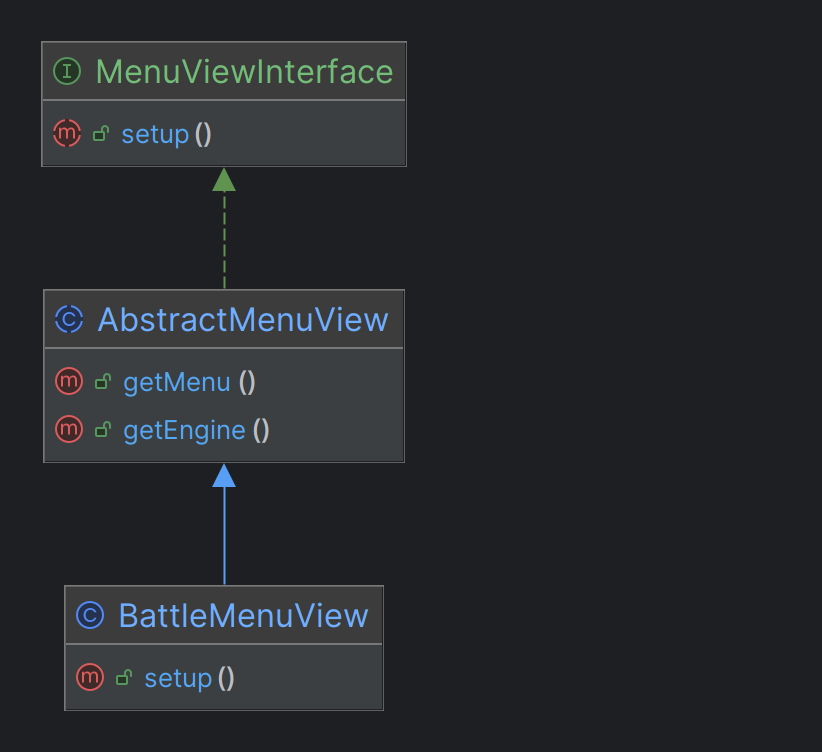 I MenuViewInterface
m setup()
C AbstractMenuView
m getMenu()
m getEngine()
C BattleMenuView
m setup()